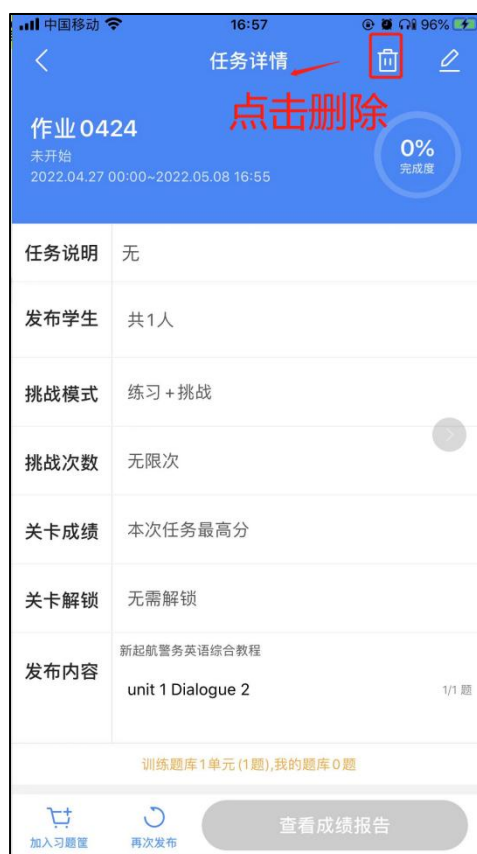 中国移动 16:57 96%
任务详情
点击删除
作业0424
未开始
2022.04.27 00:00~2022.05.08 16:55
0%
完成度
任务说明 无
发布学生 共1人
挑战模式 练习+挑战
挑战次数 无限次
关卡成绩 本次任务最高分
关卡解锁 无需解锁
发布内容
新起航警务英语综合教程
unit 1 Dialogue 2 1/1 题
训练题库1单元(1题),我的题库0题
加入习题筐 再次发布 查看成绩报告